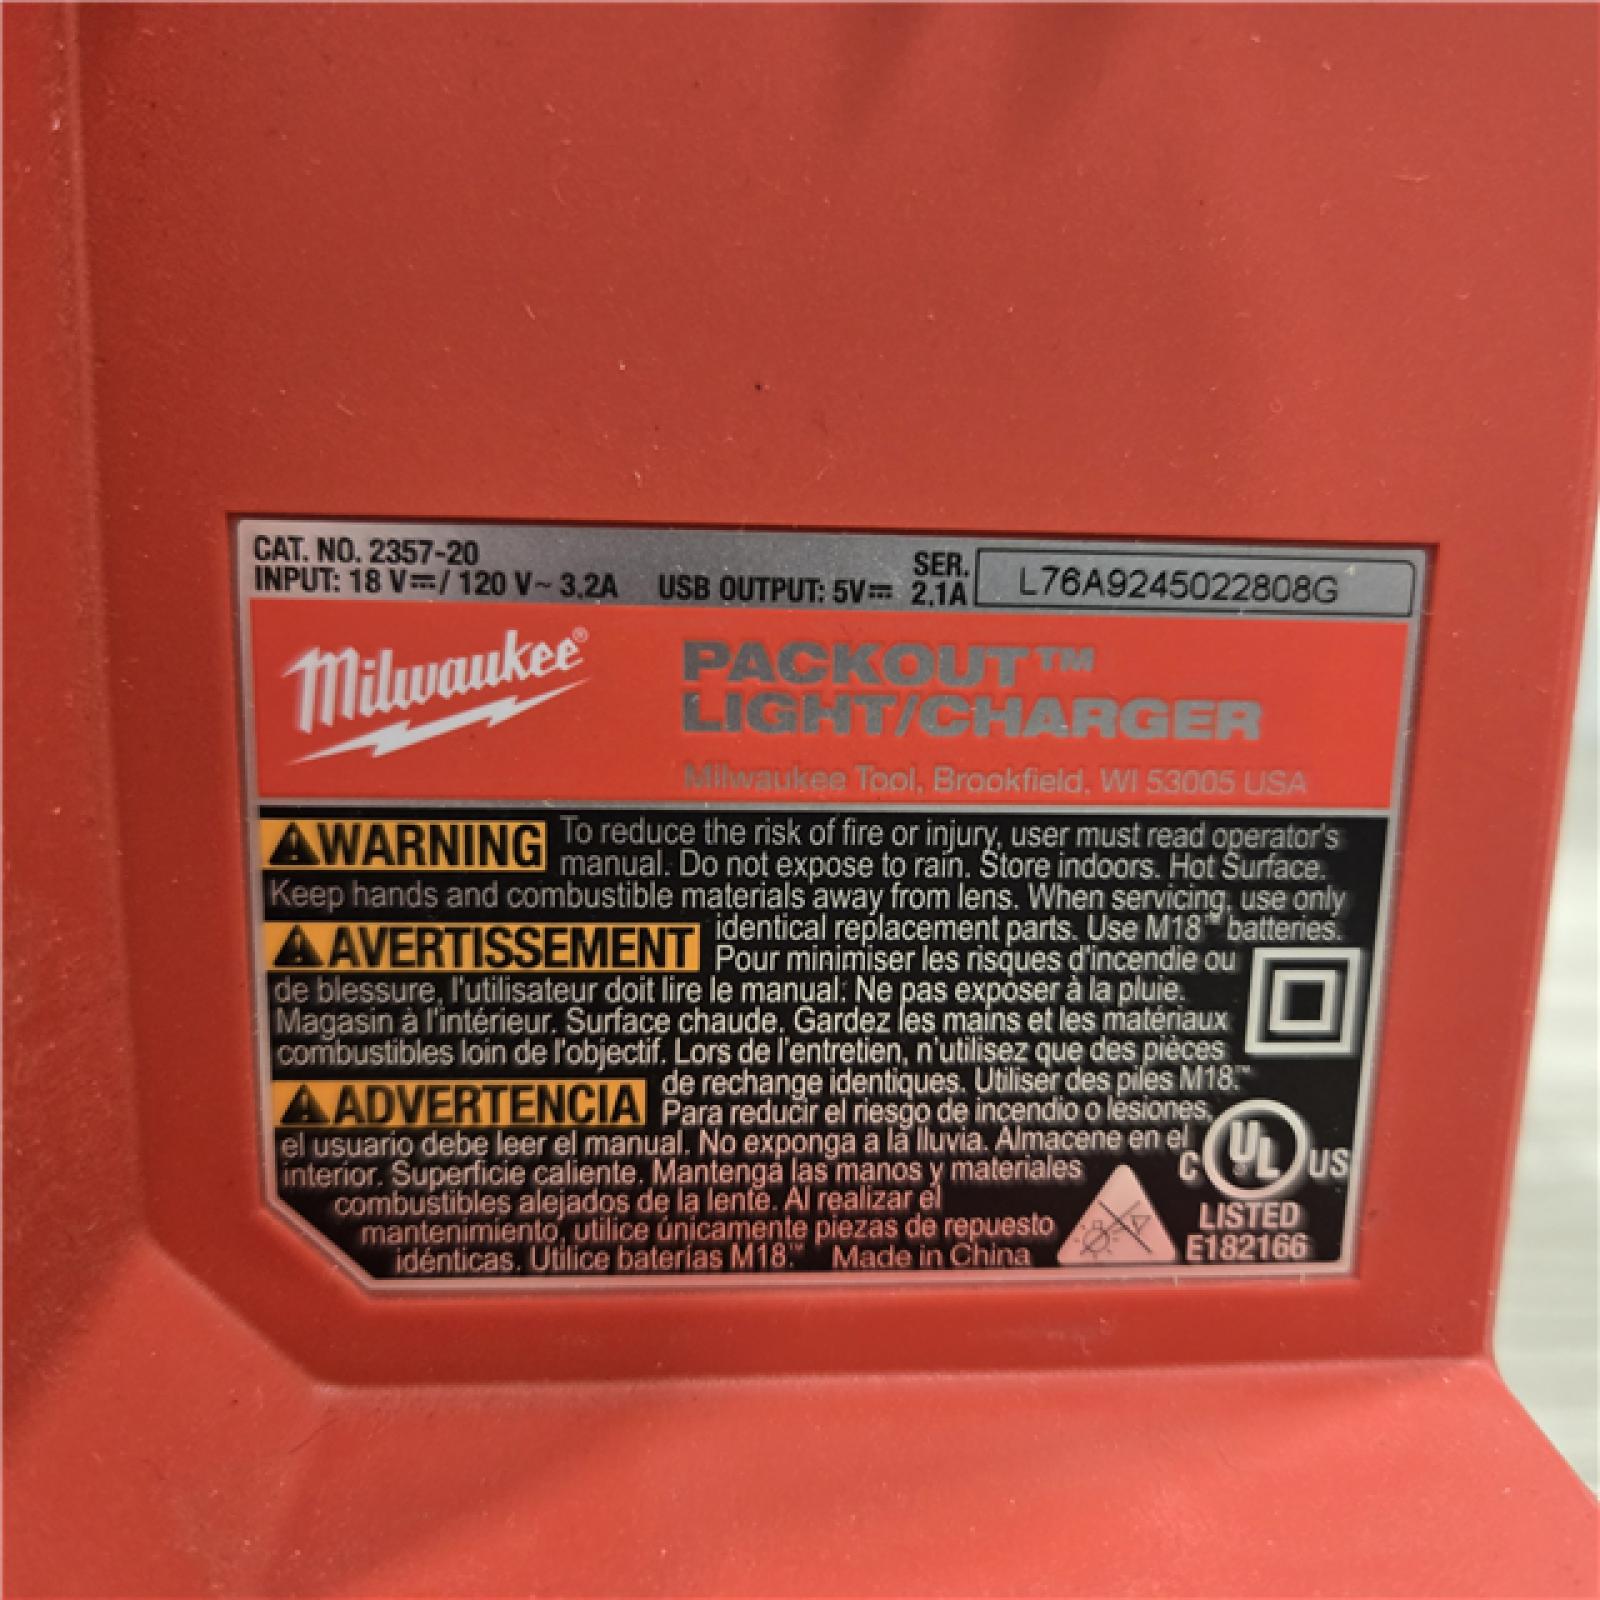 CAT. NO. 2357-20
INPUT: 18 V⎓/ 120 V~ 3.2A USB OUTPUT: 5V⎓ 2.1A
SER. L76A9245022808G
Milwaukee®
PACKOUT™
LIGHT/CHARGER
Milwaukee Tool, Brookfield, WI 53005 USA
⚠WARNING To reduce the risk of fire or injury, user must read operator's
manual. Do not expose to rain. Store indoors. Hot Surface.
Keep hands and combustible materials away from lens. When servicing, use only
identical replacement parts. Use M18™ batteries.
⚠AVERTISSEMENT Pour minimiser les risques d'incendie ou
de blessure, l'utilisateur doit lire le manual. Ne pas exposer à la pluie.
Magasin à l'intérieur. Surface chaude. Gardez les mains et les matériaux
combustibles loin de l'objectif. Lors de l'entretien, n'utilisez que des pièces
de rechange identiques. Utiliser des piles M18.™
⚠ADVERTENCIA Para reducir el riesgo de incendio o lesiones,
el usuario debe leer el manual. No exponga a la lluvia. Almacene en el
interior. Superficie caliente. Mantenga las manos y materiales
combustibles alejados de la lente. Al realizar el
mantenimiento, utilice únicamente piezas de repuesto
idénticas. Utilice baterías M18.™ Made in China
C UL® US
LISTED
E182166